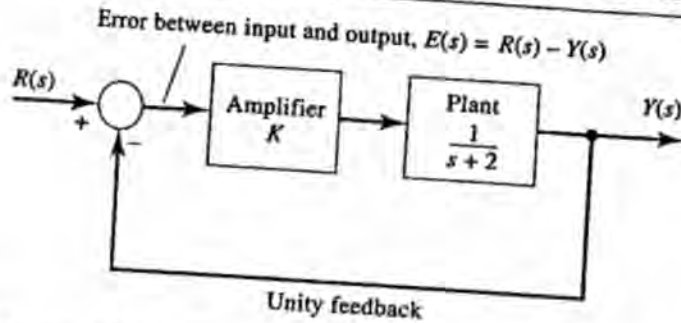 Error between input and output, E(s) = R(s) – Y(s)
R(s)
+
–
Amplifier
K
Plant
1
s + 2
Y(s)
Unity feedback